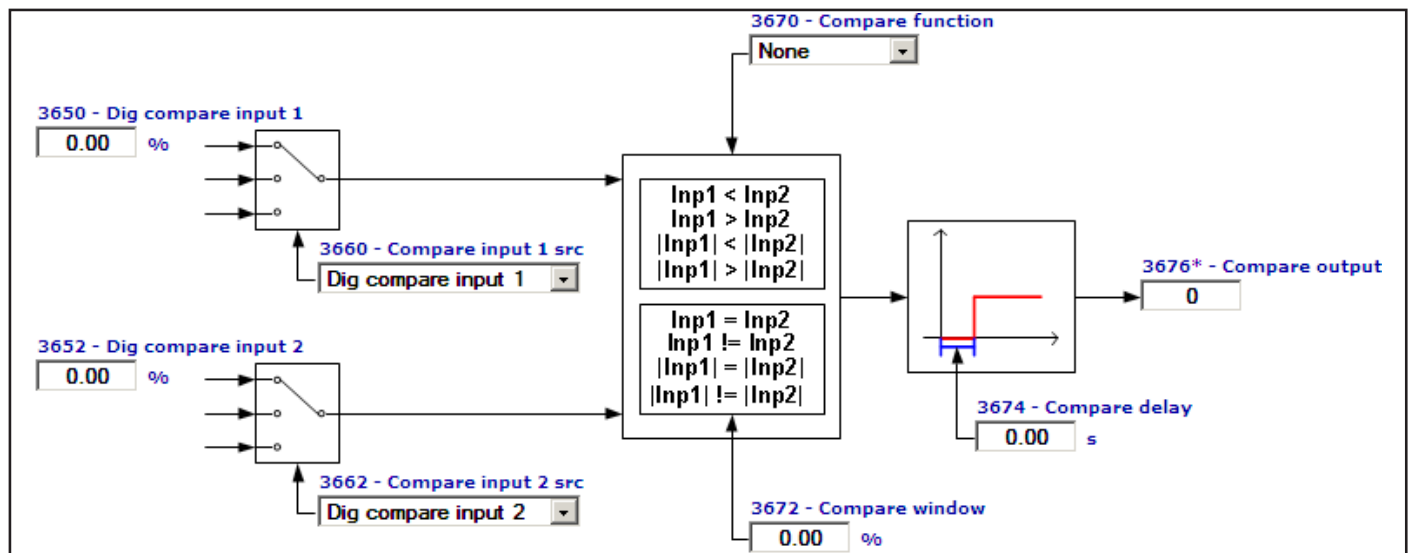 3670 - Compare function
None
3650 - Dig compare input 1
0.00 %
3660 - Compare input 1 src
Dig compare input 1
Inp1 < Inp2
Inp1 > Inp2
|Inp1| < |Inp2|
|Inp1| > |Inp2|
Inp1 = Inp2
Inp1 != Inp2
|Inp1| = |Inp2|
|Inp1| != |Inp2|
3676* - Compare output
0
3652 - Dig compare input 2
0.00 %
3674 - Compare delay
0.00 s
3662 - Compare input 2 src
Dig compare input 2
3672 - Compare window
0.00 %